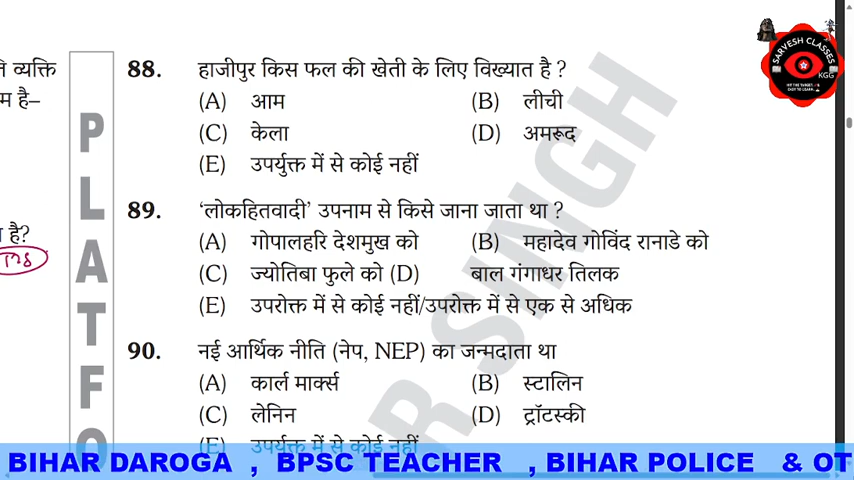 SARVESH CLASSES
KGG
ति व्यक्ति
म है–
है?
PLATFO
R SINGH
88. हाजीपुर किस फल की खेती के लिए विख्यात है ?
(A) आम (B) लीची
(C) केला (D) अमरूद
(E) उपर्युक्त में से कोई नहीं
89. ‘लोकहितवादी’ उपनाम से किसे जाना जाता था ?
(A) गोपालहरि देशमुख को (B) महादेव गोविंद रानाडे को
(C) ज्योतिबा फुले को (D) बाल गंगाधर तिलक
(E) उपरोक्त में से कोई नहीं/उपरोक्त में से एक से अधिक
90. नई आर्थिक नीति (नेप, NEP) का जन्मदाता था
(A) कार्ल मार्क्स (B) स्टालिन
(C) लेनिन (D) ट्रॉटस्की
(E) उपर्युक्त में से कोई नहीं
BIHAR DAROGA , BPSC TEACHER , BIHAR POLICE & OT